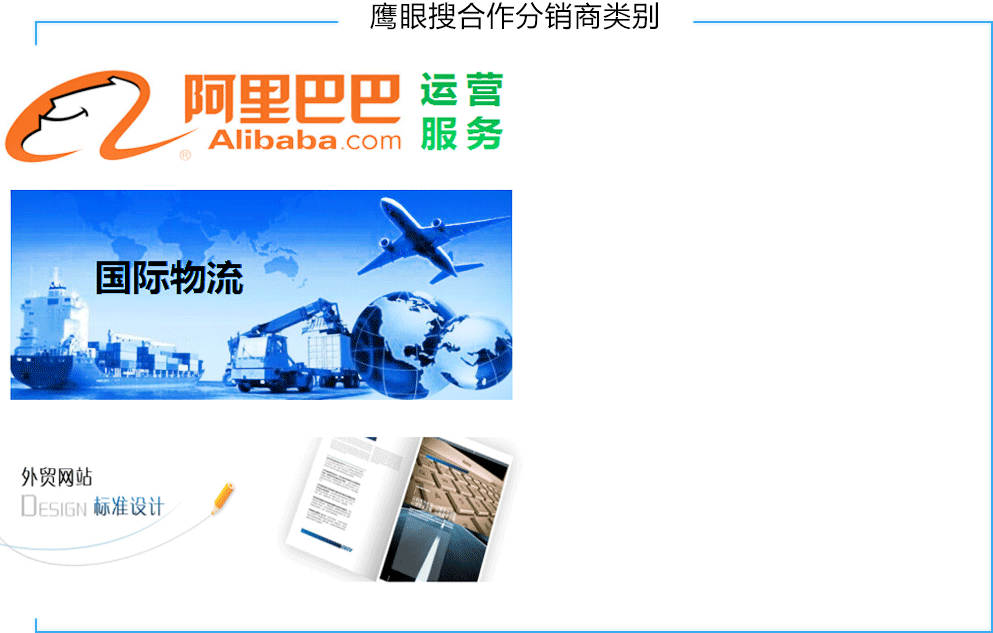 鹰眼搜合作分销商类别
阿里巴巴
Alibaba.com
®
运营
服务
国际物流
外贸网站
DESIGN 标准设计